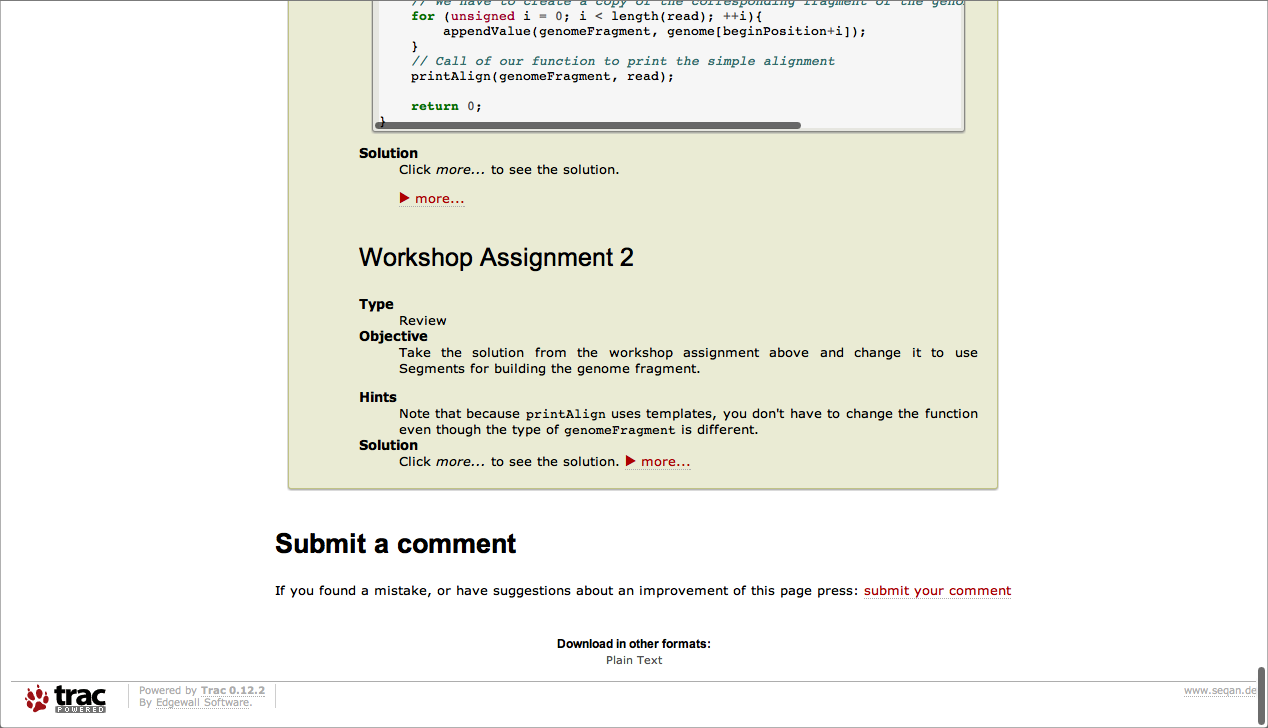 // We have to create a copy of the corresponding fragment of the geno
for (unsigned i = 0; i < length(read); ++i){
appendValue(genomeFragment, genome[beginPosition+i]);
}
// Call of our function to print the simple alignment
printAlign(genomeFragment, read);
return 0;
}
Solution
Click more... to see the solution.
▶ more...
Workshop Assignment 2
Type
Review
Objective
Take the solution from the workshop assignment above and change it to use
Segments for building the genome fragment.
Hints
Note that because printAlign uses templates, you don't have to change the function
even though the type of genomeFragment is different.
Solution
Click more... to see the solution. ▶ more...
Submit a comment
If you found a mistake, or have suggestions about an improvement of this page press: submit your comment
Download in other formats:
Plain Text
trac
POWERED
Powered by Trac 0.12.2
By Edgewall Software.
www.seqan.de